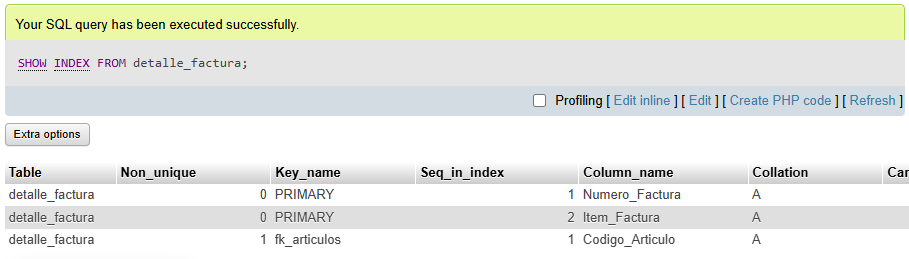 Your SQL query has been executed successfully.
SHOW INDEX FROM detalle_factura;
Profiling [ Edit inline ] [ Edit ] [ Create PHP code ] [ Refresh ]
Extra options
Table Non_unique Key_name Seq_in_index Column_name Collation Car
detalle_factura 0 PRIMARY 1 Numero_Factura A
detalle_factura 0 PRIMARY 2 Item_Factura A
detalle_factura 1 fk_articulos 1 Codigo_Articulo A